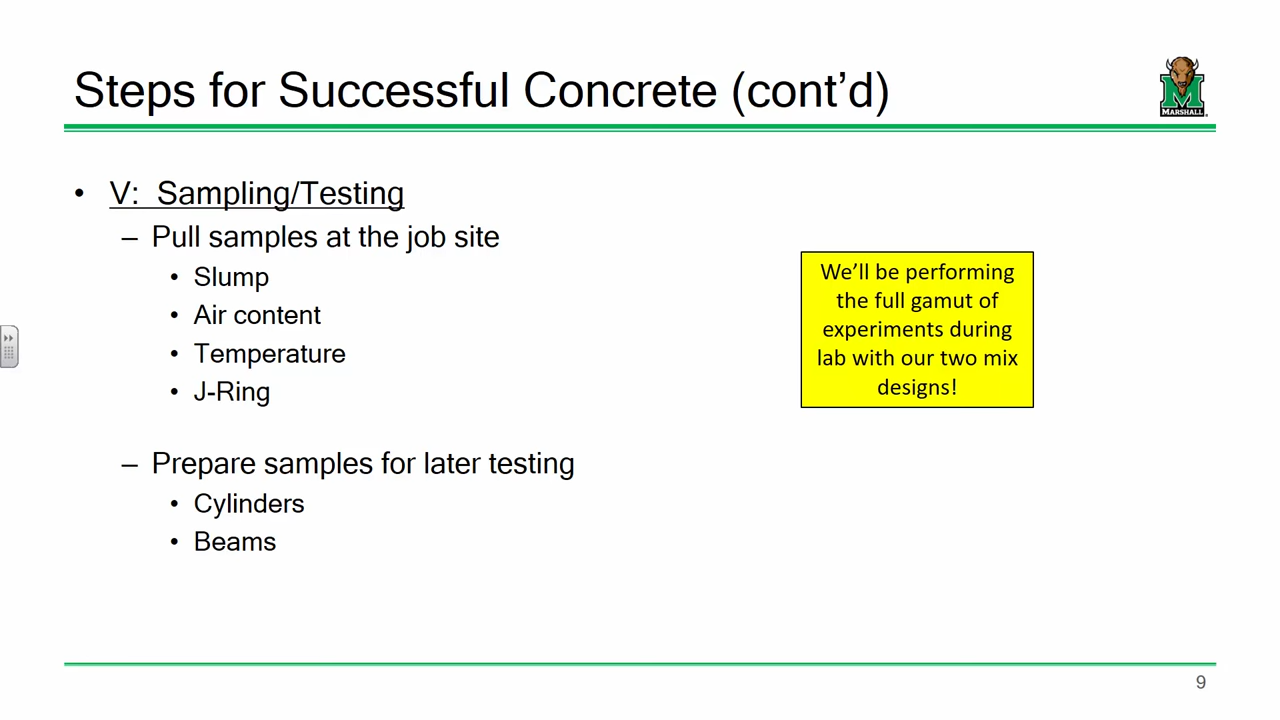 Steps for Successful Concrete (cont’d)
MARSHALL
• V: Sampling/Testing
– Pull samples at the job site
• Slump
• Air content
• Temperature
• J-Ring
We’ll be performing
the full gamut of
experiments during
lab with our two mix
designs!
– Prepare samples for later testing
• Cylinders
• Beams
9